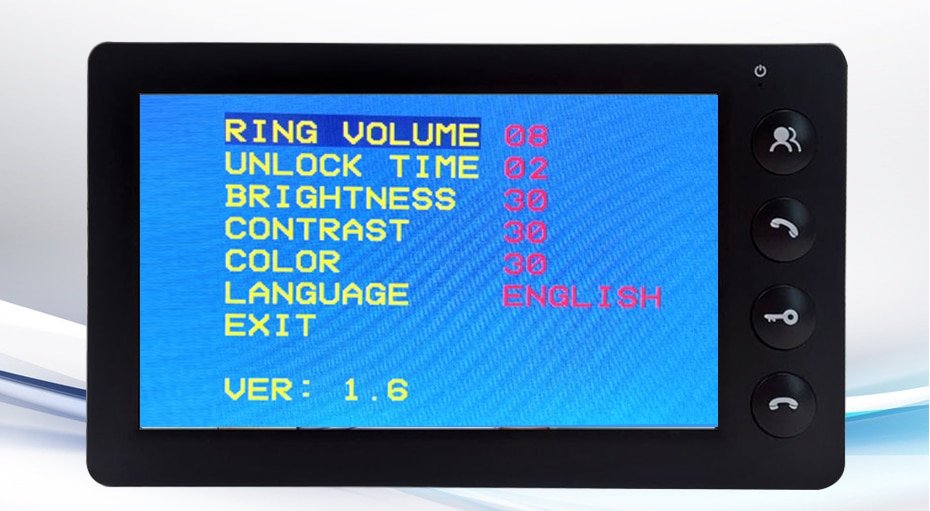 RING VOLUME 08
UNLOCK TIME 02
BRIGHTNESS 30
CONTRAST 30
COLOR 30
LANGUAGE ENGLISH
EXIT
VER: 1.6